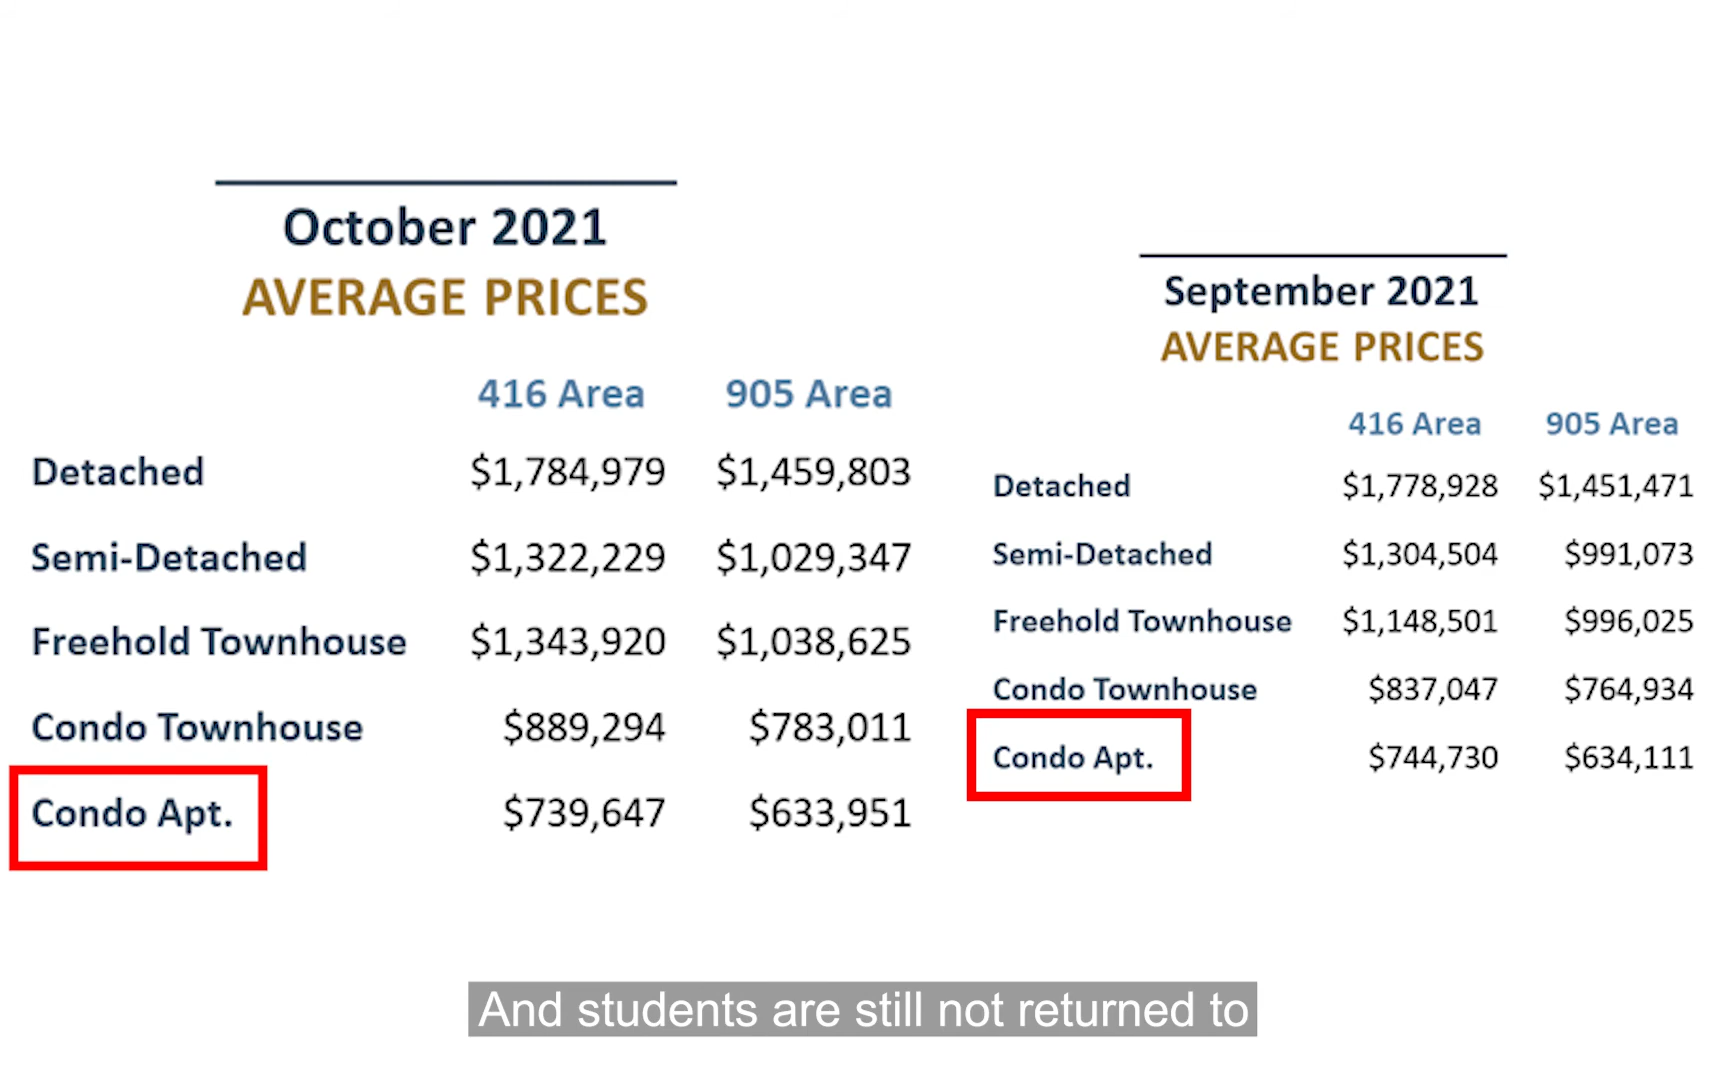 October 2021
AVERAGE PRICES
416 Area 905 Area
Detached $1,784,979 $1,459,803
Semi-Detached $1,322,229 $1,029,347
Freehold Townhouse $1,343,920 $1,038,625
Condo Townhouse $889,294 $783,011
Condo Apt. $739,647 $633,951
September 2021
AVERAGE PRICES
416 Area 905 Area
Detached $1,778,928 $1,451,471
Semi-Detached $1,304,504 $991,073
Freehold Townhouse $1,148,501 $996,025
Condo Townhouse $837,047 $764,934
Condo Apt. $744,730 $634,111
And students are still not returned to